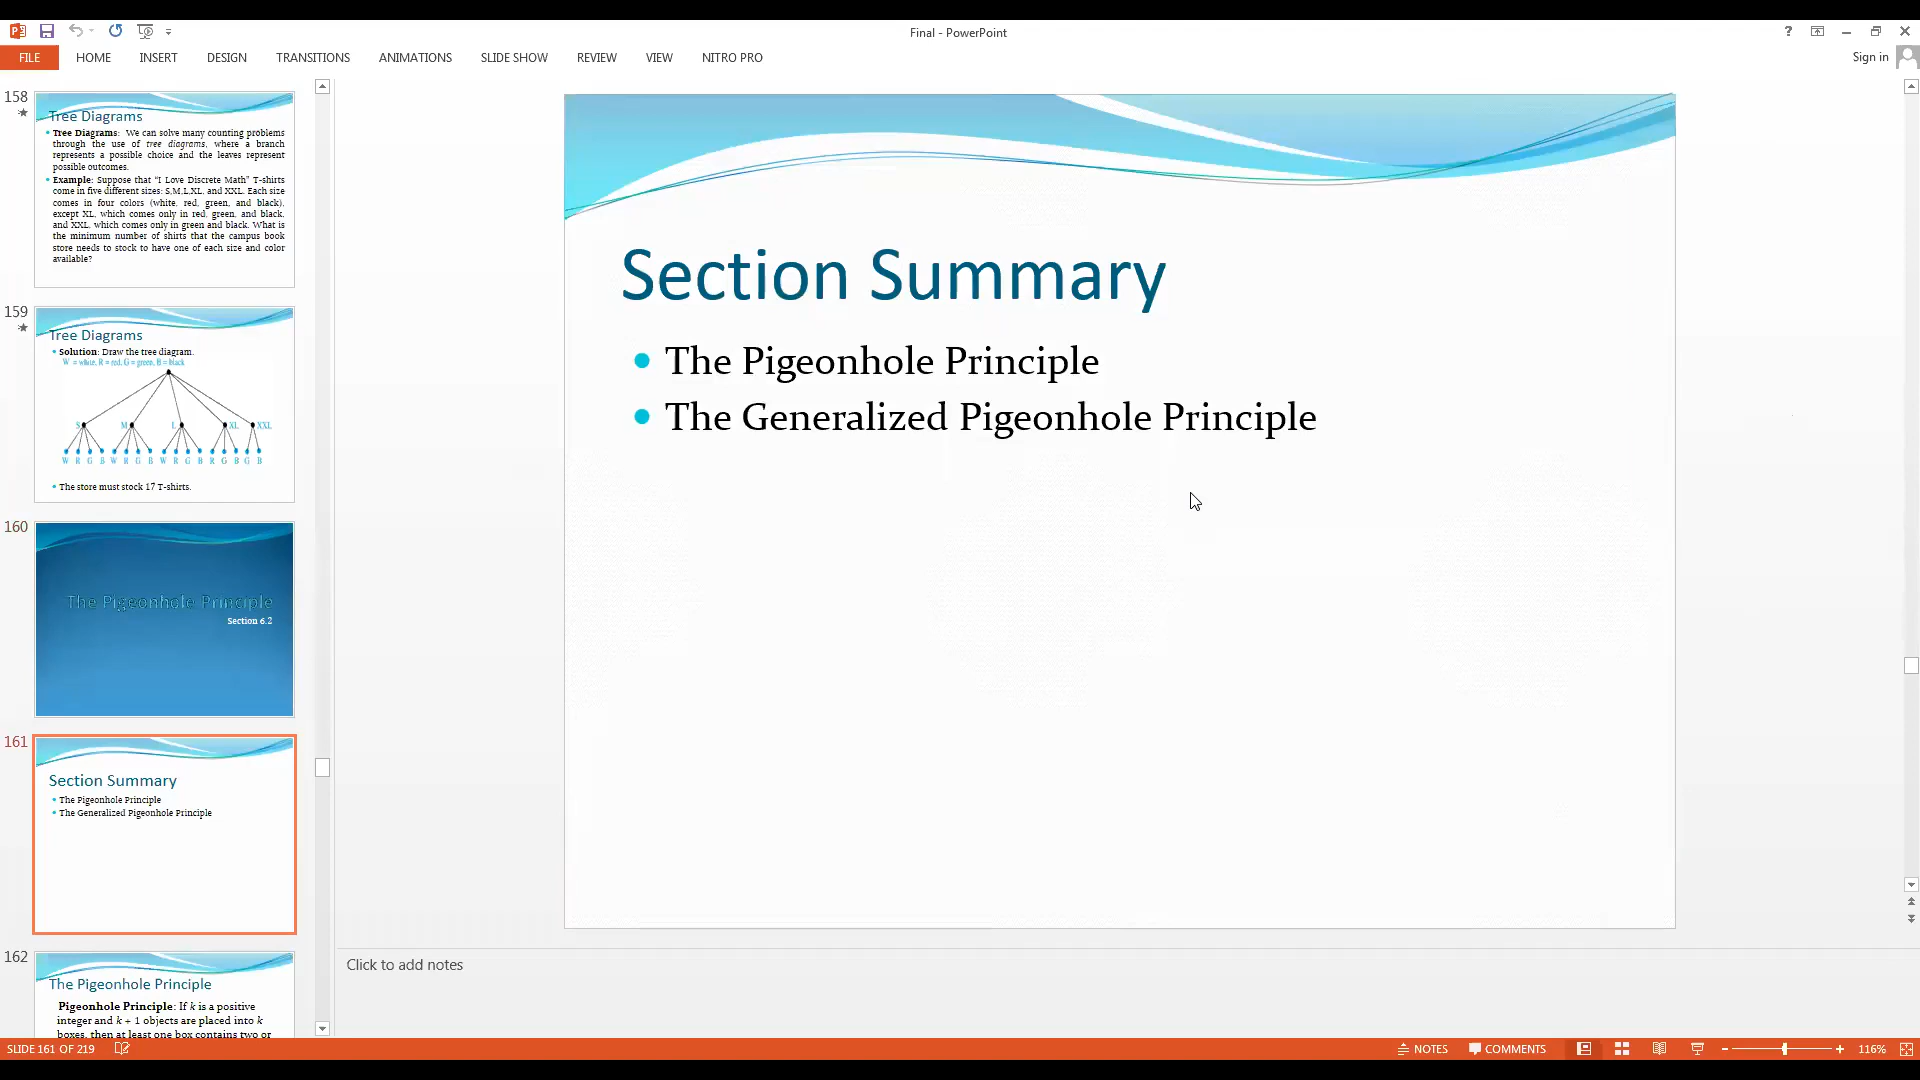 Final - PowerPoint
?
FILE HOME INSERT DESIGN TRANSITIONS ANIMATIONS SLIDE SHOW REVIEW VIEW NITRO PRO
Sign in
158
Tree Diagrams
• Tree Diagrams: We can solve many counting problems
through the use of tree diagrams, where a branch
represents a possible choice and the leaves represent
possible outcomes.
• Example: Suppose that “I Love Discrete Math” T-shirts
come in five different sizes: S,M,L,XL, and XXL. Each size
comes in four colors (white, red, green, and black),
except XL, which comes only in red, green, and black,
and XXL, which comes only in green and black. What is
the minimum number of shirts that the campus book
store needs to stock to have one of each size and color
available?
159
Tree Diagrams
• Solution: Draw the tree diagram.
W = white, R = red, G = green, B = black
S M L XL XXL
W R G B W R G B W R G B R G B G B
• The store must stock 17 T-shirts.
160
The Pigeonhole Principle
Section 6.2
161
Section Summary
• The Pigeonhole Principle
• The Generalized Pigeonhole Principle
162
The Pigeonhole Principle
Pigeonhole Principle: If k is a positive
integer and k + 1 objects are placed into k
boxes, then at least one box contains two or
Section Summary
• The Pigeonhole Principle
• The Generalized Pigeonhole Principle
Click to add notes
SLIDE 161 OF 219
NOTES COMMENTS 116%